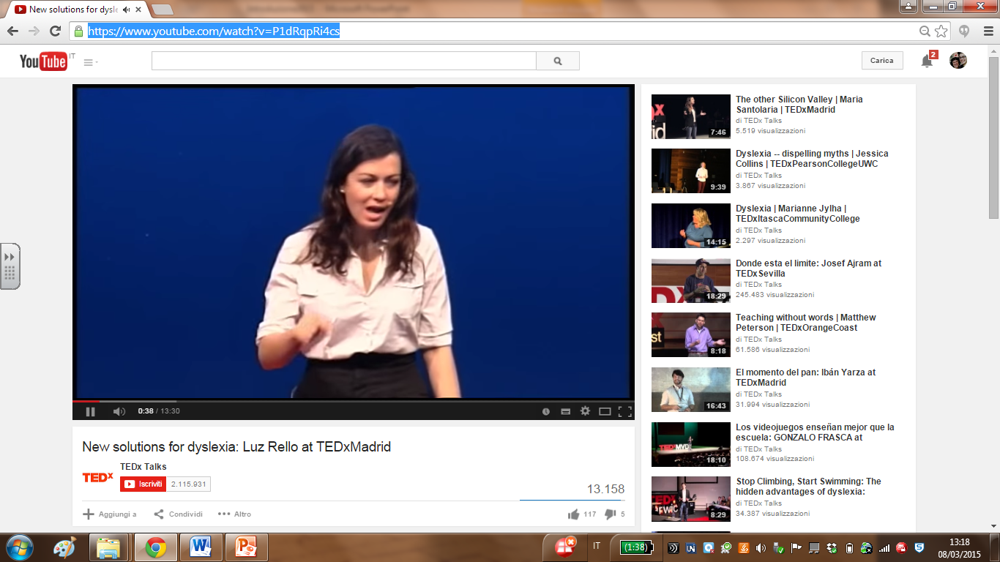 New solutions for dysle
https://www.youtube.com/watch?v=P1dRqpRi4cs
YouTube IT
Carica
2
0:38 / 13:30
New solutions for dyslexia: Luz Rello at TEDxMadrid
TEDx
TEDx Talks
Iscriviti 2.115.931
13.158
Aggiungi a Condividi Altro
117 5
The other Silicon Valley | Maria
Santolaria | TEDxMadrid
di TEDx Talks
5.519 visualizzazioni
7:46
Dyslexia -- dispelling myths | Jessica
Collins | TEDxPearsonCollegeUWC
di TEDx Talks
3.867 visualizzazioni
9:39
Dyslexia | Marianne Jylha |
TEDxItascaCommunityCollege
di TEDx Talks
2.297 visualizzazioni
14:15
Donde esta el limite: Josef Ajram at
TEDxSevilla
di TEDx Talks
245.483 visualizzazioni
18:29
Teaching without words | Matthew
Peterson | TEDxOrangeCoast
di TEDx Talks
61.586 visualizzazioni
8:18
El momento del pan: Ibán Yarza at
TEDxMadrid
di TEDx Talks
31.994 visualizzazioni
16:43
Los videojuegos enseñan mejor que la
escuela: GONZALO FRASCA at
di TEDx Talks
108.674 visualizzazioni
18:10
Stop Climbing, Start Swimming: The
hidden advantages of dyslexia:
di TEDx Talks
34.387 visualizzazioni
8:29
IT
(1:38)
13:18
08/03/2015